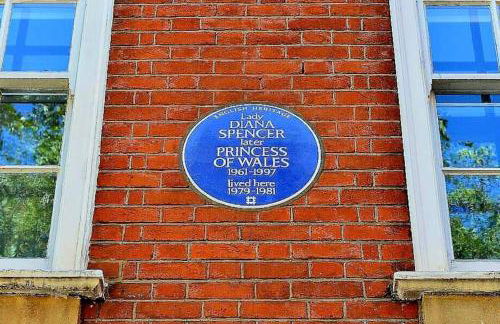 ENGLISH HERITAGE
Lady
DIANA
SPENCER
later
PRINCESS
OF WALES
1961-1997
lived here
1979-1981